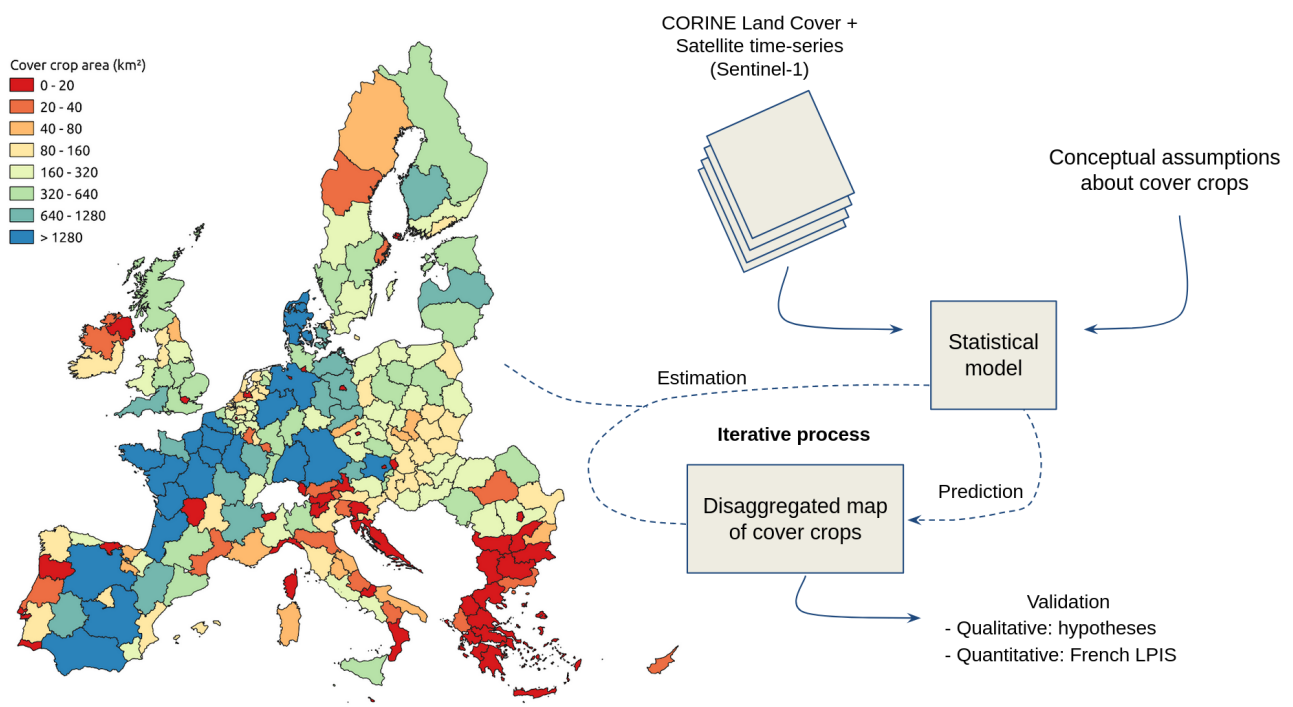 Cover crop area (km²)
0 - 20
20 - 40
40 - 80
80 - 160
160 - 320
320 - 640
640 - 1280
> 1280
CORINE Land Cover +
Satellite time-series
(Sentinel-1)
Conceptual assumptions
about cover crops
Statistical
model
Estimation
Iterative process
Prediction
Disaggregated map
of cover crops
Validation
- Qualitative: hypotheses
- Quantitative: French LPIS